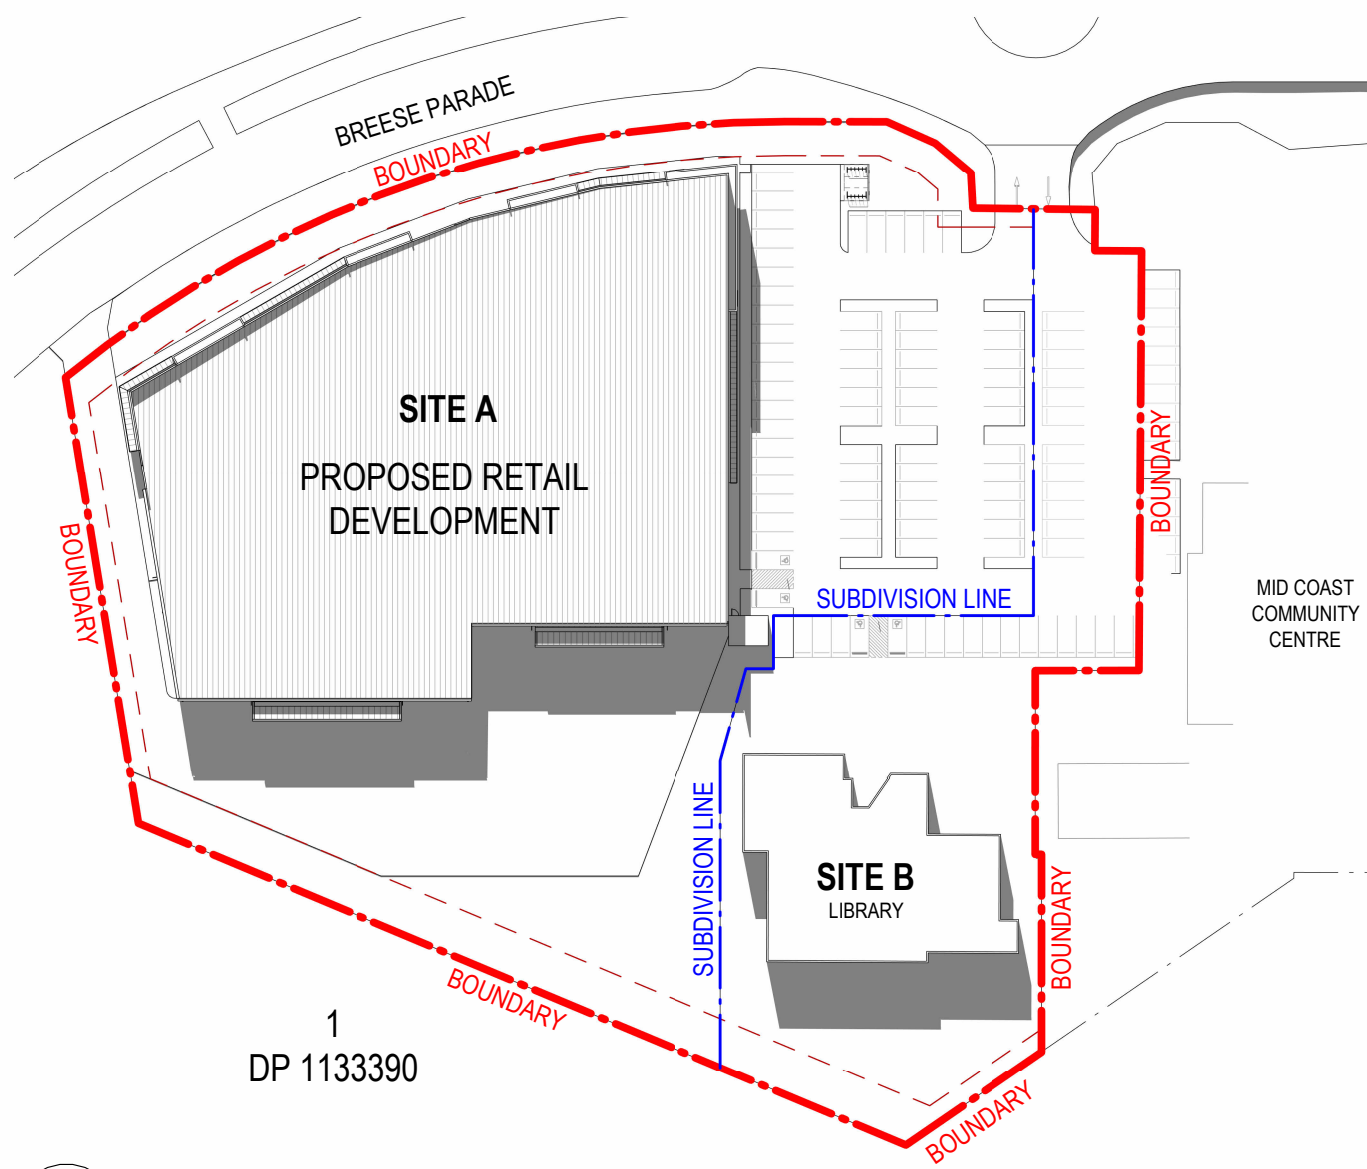 BREESE PARADE
BOUNDARY
SITE A
PROPOSED RETAIL
DEVELOPMENT
BOUNDARY
BOUNDARY
SUBDIVISION LINE
MID COAST
COMMUNITY
CENTRE
SUBDIVISION LINE
SITE B
LIBRARY
BOUNDARY
BOUNDARY
1
DP 1133390
BOUNDARY